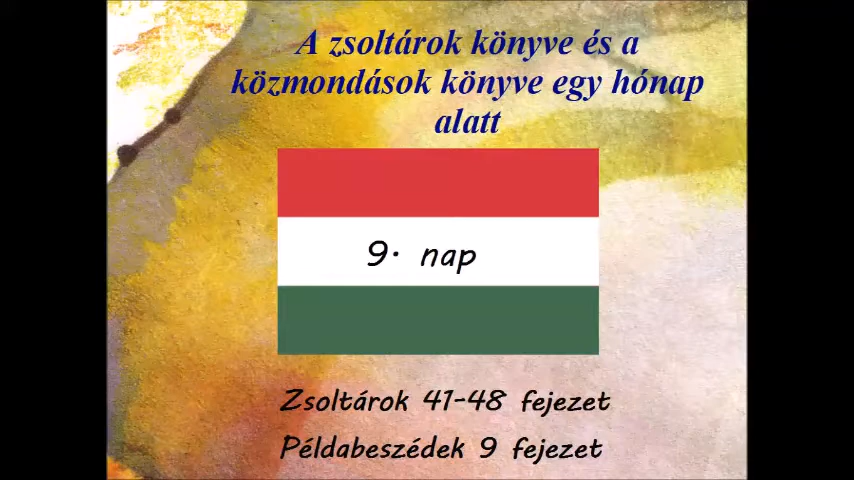 A zsoltárok könyve és a
közmondások könyve egy hónap
alatt
9. nap
Zsoltárok 41-48 fejezet
Példabeszédek 9 fejezet